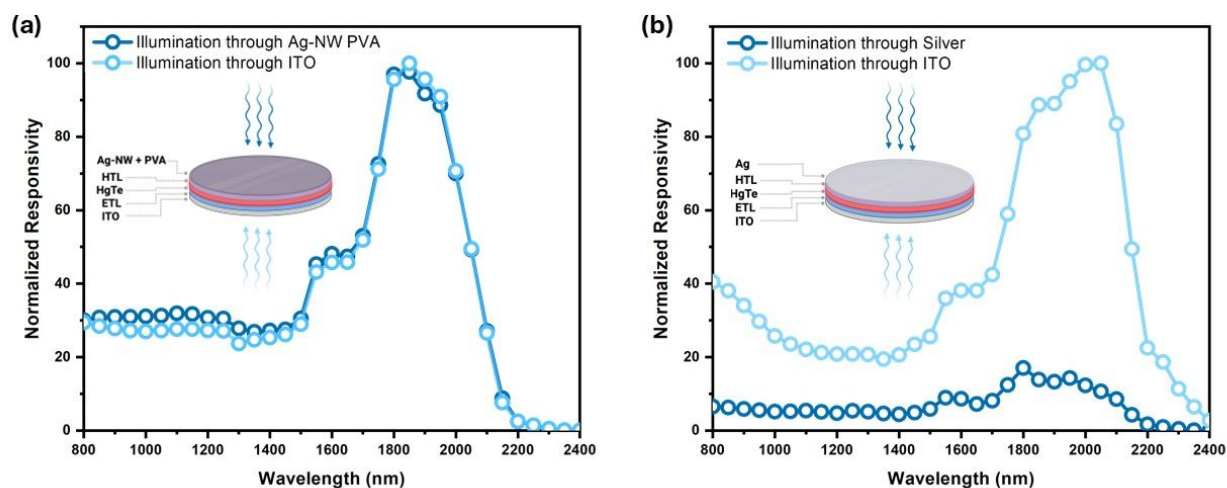 (a)
Illumination through Ag-NW PVA
Illumination through ITO
Normalized Responsivity
100
80
60
40
20
0
Ag-NW + PVA
HTL
HgTe
ETL
ITO
800 1000 1200 1400 1600 1800 2000 2200 2400
Wavelength (nm)
(b)
Illumination through Silver
Illumination through ITO
Normalized Responsivity
100
80
60
40
20
0
Ag
HTL
HgTe
ETL
ITO
800 1000 1200 1400 1600 1800 2000 2200 2400
Wavelength (nm)